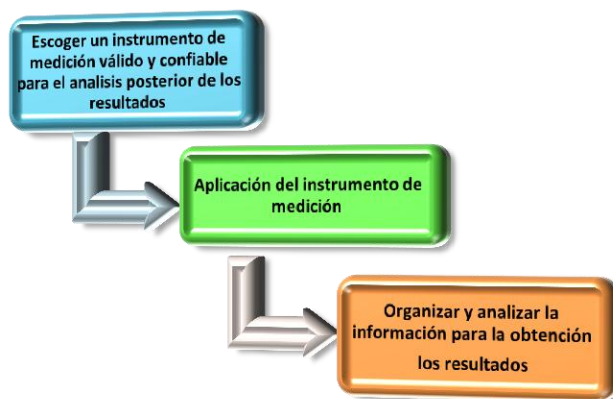 Escoger un instrumento de
medición válido y confiable
para el analisis posterior de los
resultados
Aplicación del instrumento de
medición
Organizar y analizar la
información para la obtención
los resultados